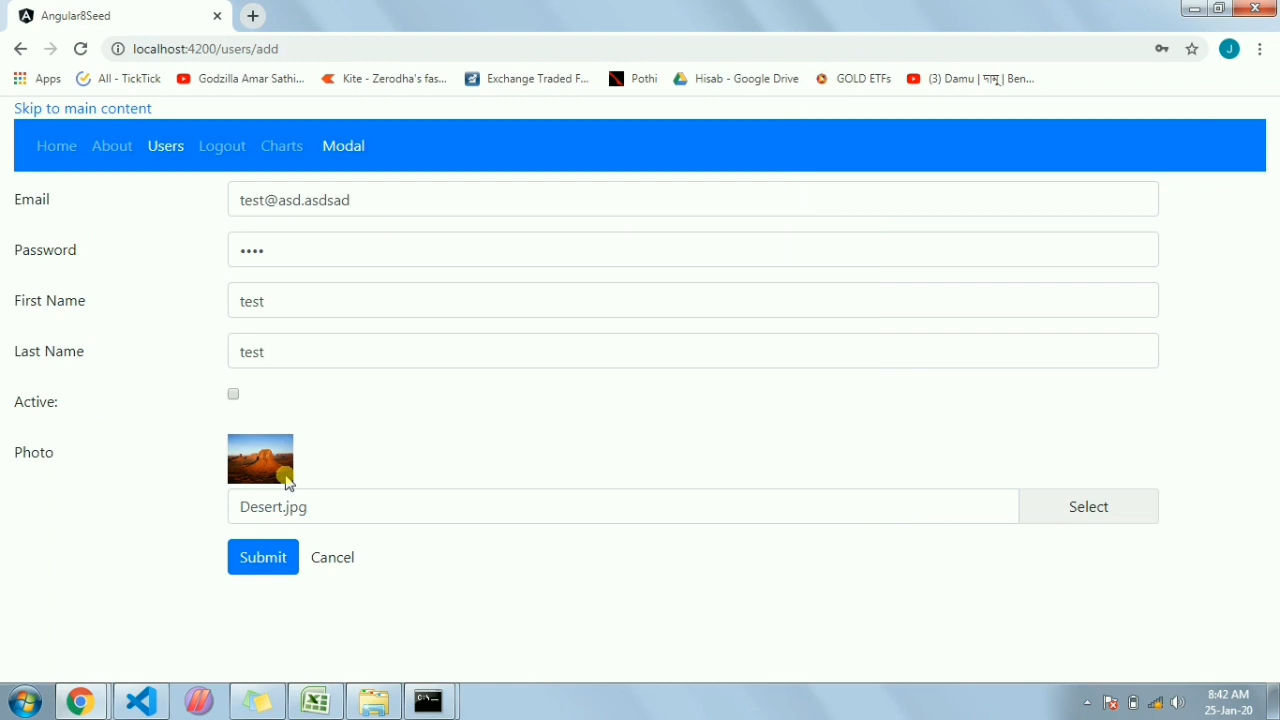 Angular8Seed
localhost:4200/users/add
Apps All - TickTick Godzilla Amar Sathi... Kite - Zerodha's fas... Exchange Traded F... Pothi Hisab - Google Drive GOLD ETFs (3) Damu | দামু | Ben...
Skip to main content
Home About Users Logout Charts Modal
Email test@asd.asdsad
Password ••••
First Name test
Last Name test
Active:
Photo
Desert.jpg Select
Submit Cancel
8:42 AM
25-Jan-20